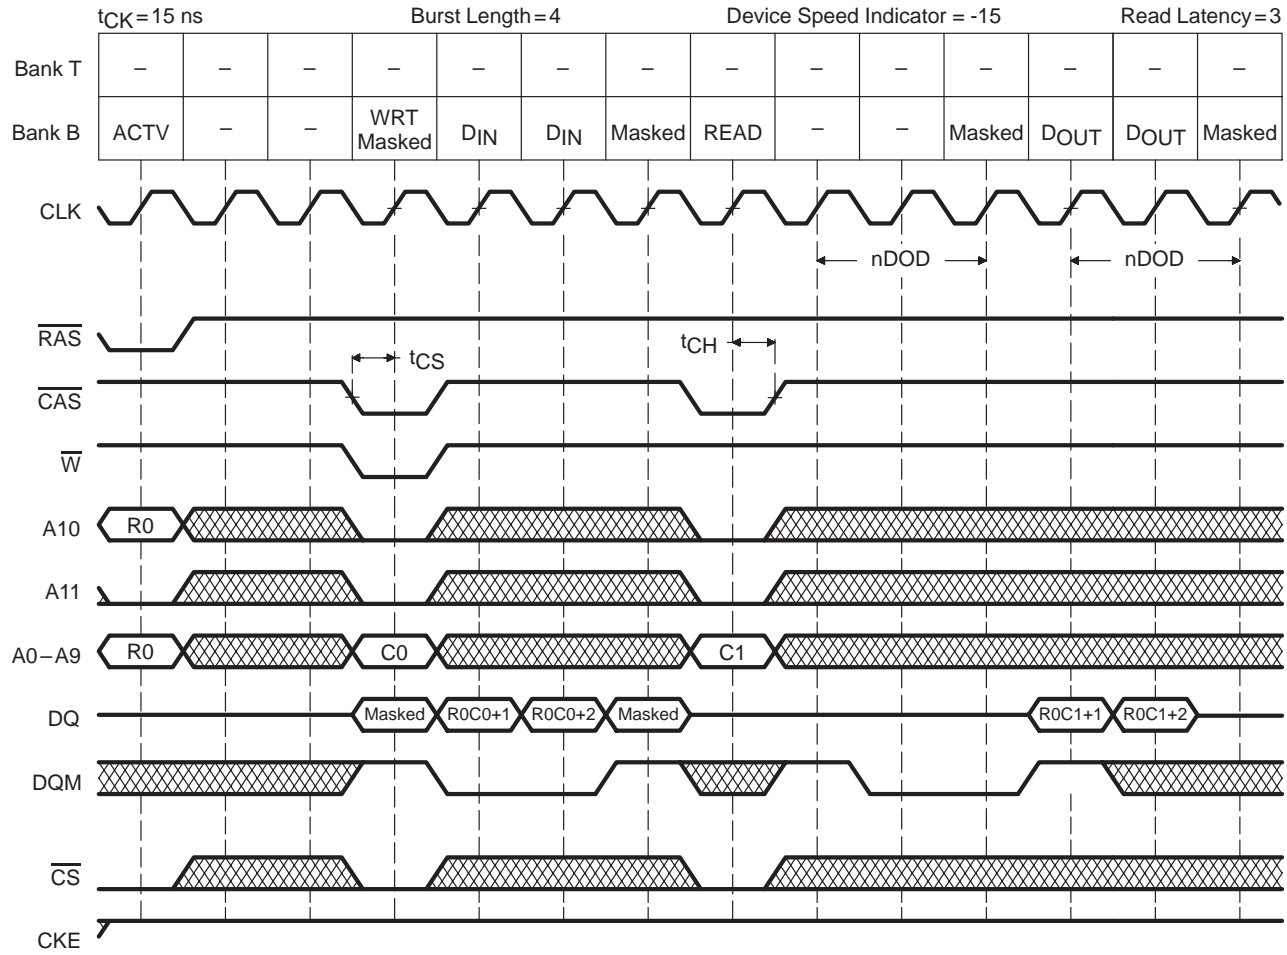 tCK=15 ns Burst Length=4 Device Speed Indicator = -15 Read Latency=3
Bank T – – – – – – – – – – – – – –
Bank B ACTV – – WRT Masked DIN DIN Masked READ – – Masked DOUT DOUT Masked
CLK
nDOD nDOD
RAS
tCS tCH
CAS
W
A10 R0
A11
A0–A9 R0 C0 C1
DQ Masked R0C0+1 R0C0+2 Masked R0C1+1 R0C1+2
DQM
CS
CKE